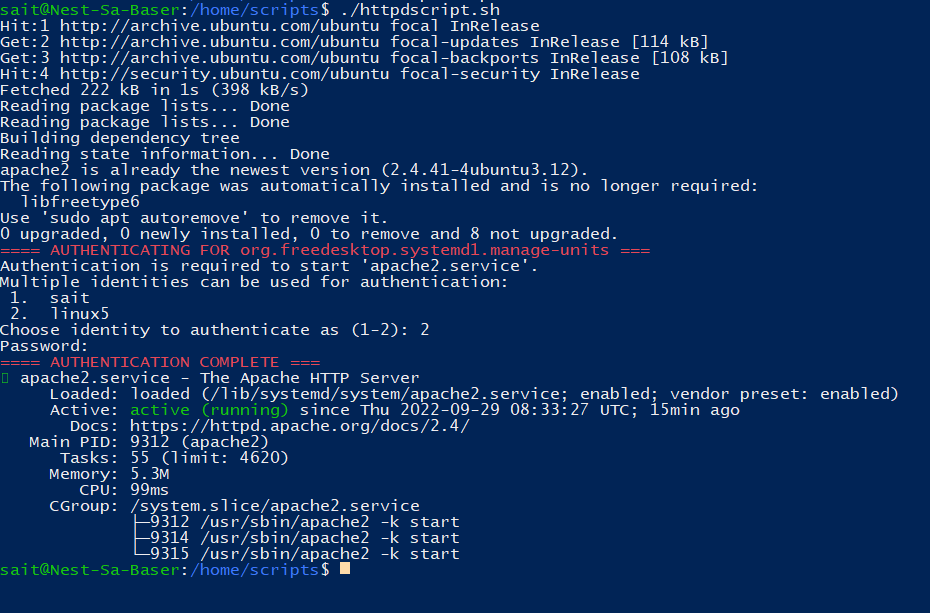 sait@Nest-Sa-Baser:/home/scripts$ ./httpdscript.sh
Hit:1 http://archive.ubuntu.com/ubuntu focal InRelease
Get:2 http://archive.ubuntu.com/ubuntu focal-updates InRelease [114 kB]
Get:3 http://archive.ubuntu.com/ubuntu focal-backports InRelease [108 kB]
Hit:4 http://security.ubuntu.com/ubuntu focal-security InRelease
Fetched 222 kB in 1s (398 kB/s)
Reading package lists... Done
Reading package lists... Done
Building dependency tree
Reading state information... Done
apache2 is already the newest version (2.4.41-4ubuntu3.12).
The following package was automatically installed and is no longer required:
  libfreetype6
Use 'sudo apt autoremove' to remove it.
0 upgraded, 0 newly installed, 0 to remove and 8 not upgraded.
==== AUTHENTICATING FOR org.freedesktop.systemd1.manage-units ===
Authentication is required to start 'apache2.service'.
Multiple identities can be used for authentication:
 1.  sait
 2.  linux5
Choose identity to authenticate as (1-2): 2
Password:
==== AUTHENTICATION COMPLETE ===
▯ apache2.service - The Apache HTTP Server
     Loaded: loaded (/lib/systemd/system/apache2.service; enabled; vendor preset: enabled)
     Active: active (running) since Thu 2022-09-29 08:33:27 UTC; 15min ago
       Docs: https://httpd.apache.org/docs/2.4/
   Main PID: 9312 (apache2)
      Tasks: 55 (limit: 4620)
     Memory: 5.3M
        CPU: 99ms
     CGroup: /system.slice/apache2.service
             ├─9312 /usr/sbin/apache2 -k start
             ├─9314 /usr/sbin/apache2 -k start
             └─9315 /usr/sbin/apache2 -k start
sait@Nest-Sa-Baser:/home/scripts$